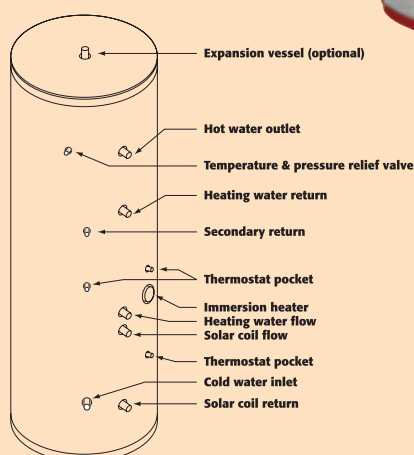 Expansion vessel (optional)
Hot water outlet
Temperature & pressure relief valve
Heating water return
Secondary return
Thermostat pocket
Immersion heater
Heating water flow
Solar coil flow
Thermostat pocket
Cold water inlet
Solar coil return